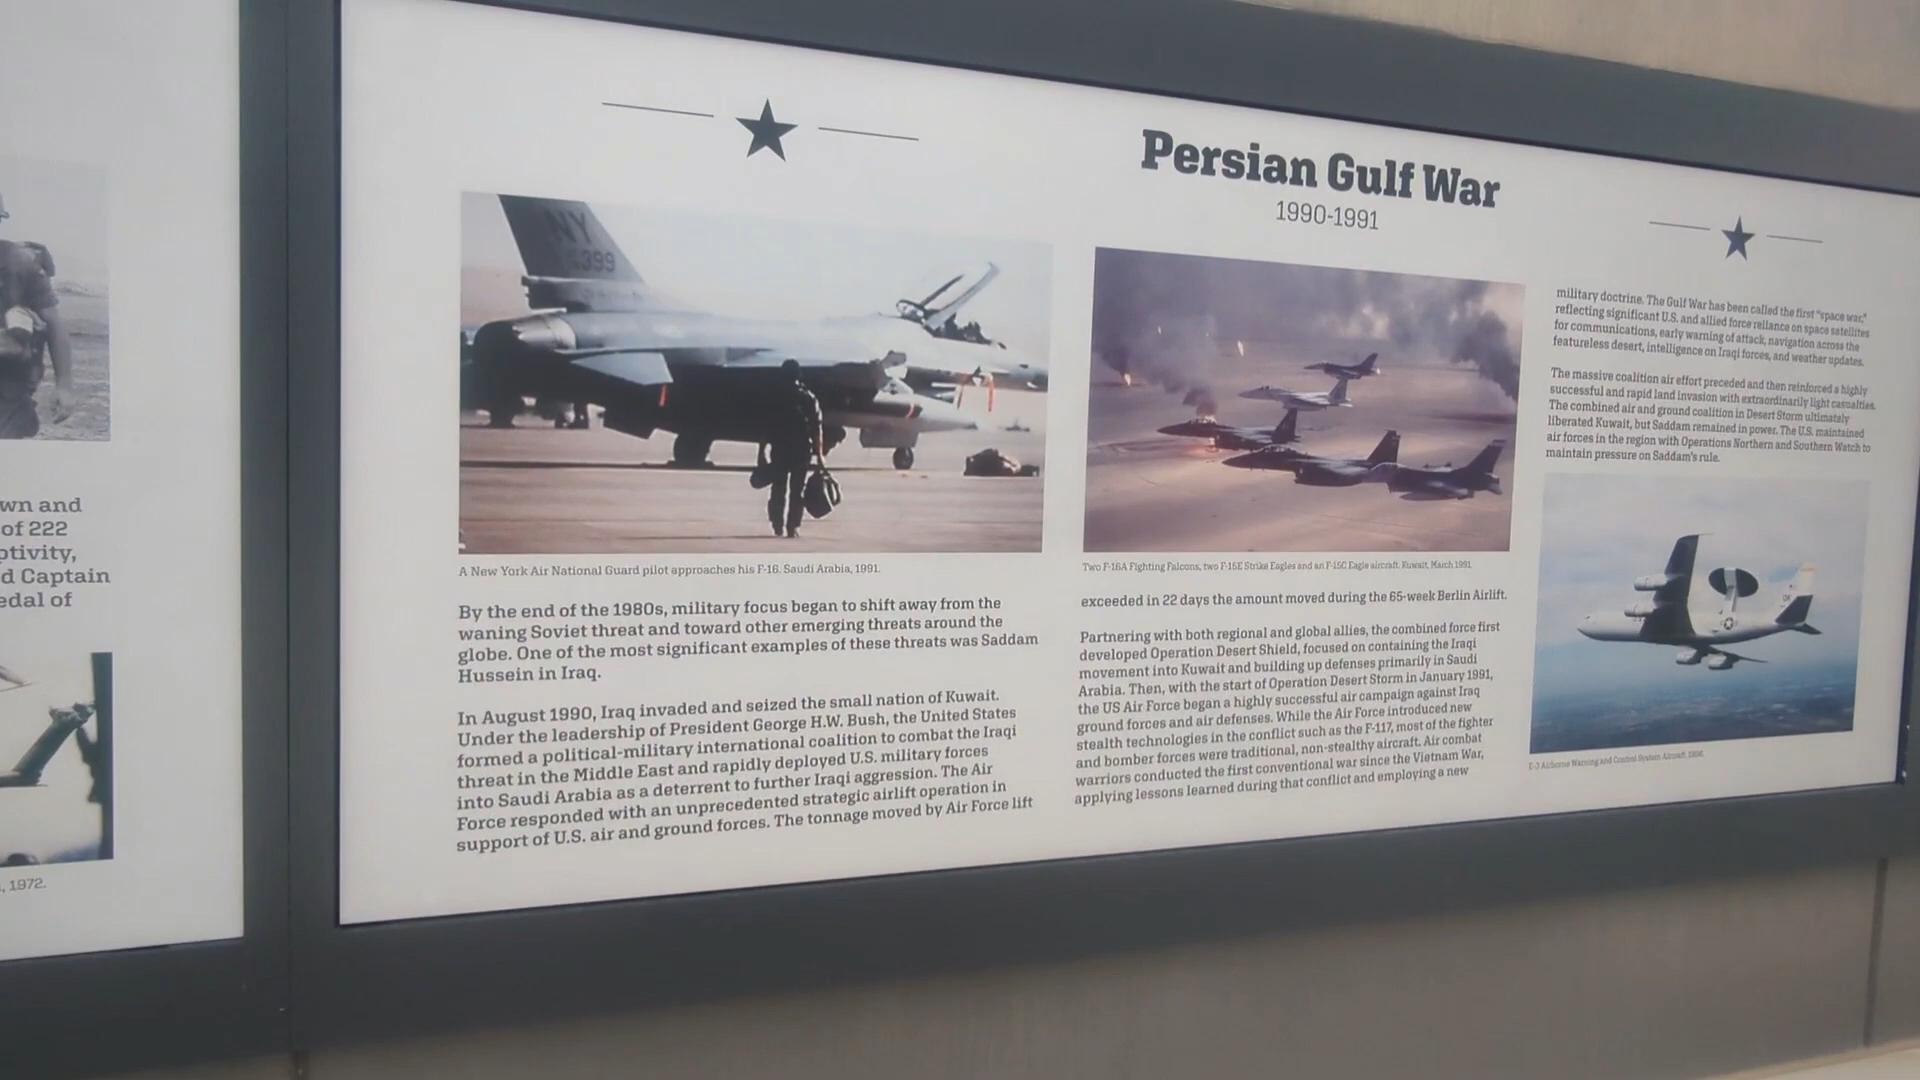 wn and
of 222
ptivity,
d Captain
edal of
, 1972.
Persian Gulf War
1990-1991
NY
399
A New York Air National Guard pilot approaches his F-16. Saudi Arabia, 1991.
By the end of the 1980s, military focus began to shift away from the
waning Soviet threat and toward other emerging threats around the
globe. One of the most significant examples of these threats was Saddam
Hussein in Iraq.
In August 1990, Iraq invaded and seized the small nation of Kuwait.
Under the leadership of President George H.W. Bush, the United States
formed a political-military international coalition to combat the Iraqi
threat in the Middle East and rapidly deployed U.S. military forces
into Saudi Arabia as a deterrent to further Iraqi aggression. The Air
Force responded with an unprecedented strategic airlift operation in
support of U.S. air and ground forces. The tonnage moved by Air Force lift
Two F-16A Fighting Falcons, two F-15E Strike Eagles and an F-15C Eagle aircraft. Kuwait, March 1991.
exceeded in 22 days the amount moved during the 65-week Berlin Airlift.
Partnering with both regional and global allies, the combined force first
developed Operation Desert Shield, focused on containing the Iraqi
movement into Kuwait and building up defenses primarily in Saudi
Arabia. Then, with the start of Operation Desert Storm in January 1991,
the US Air Force began a highly successful air campaign against Iraq
ground forces and air defenses. While the Air Force introduced new
stealth technologies in the conflict such as the F-117, most of the fighter
and bomber forces were traditional, non-stealthy aircraft. Air combat
warriors conducted the first conventional war since the Vietnam War,
applying lessons learned during that conflict and employing a new
military doctrine. The Gulf War has been called the first "space war,"
reflecting significant U.S. and allied force reliance on space satellites
for communications, early warning of attack, navigation across the
featureless desert, intelligence on Iraqi forces, and weather updates.
The massive coalition air effort preceded and then reinforced a highly
successful and rapid land invasion with extraordinarily light casualties.
The combined air and ground coalition in Desert Storm ultimately
liberated Kuwait, but Saddam remained in power. The U.S. maintained
air forces in the region with Operations Northern and Southern Watch to
maintain pressure on Saddam's rule.
E-3 Airborne Warning and Control System Aircraft,